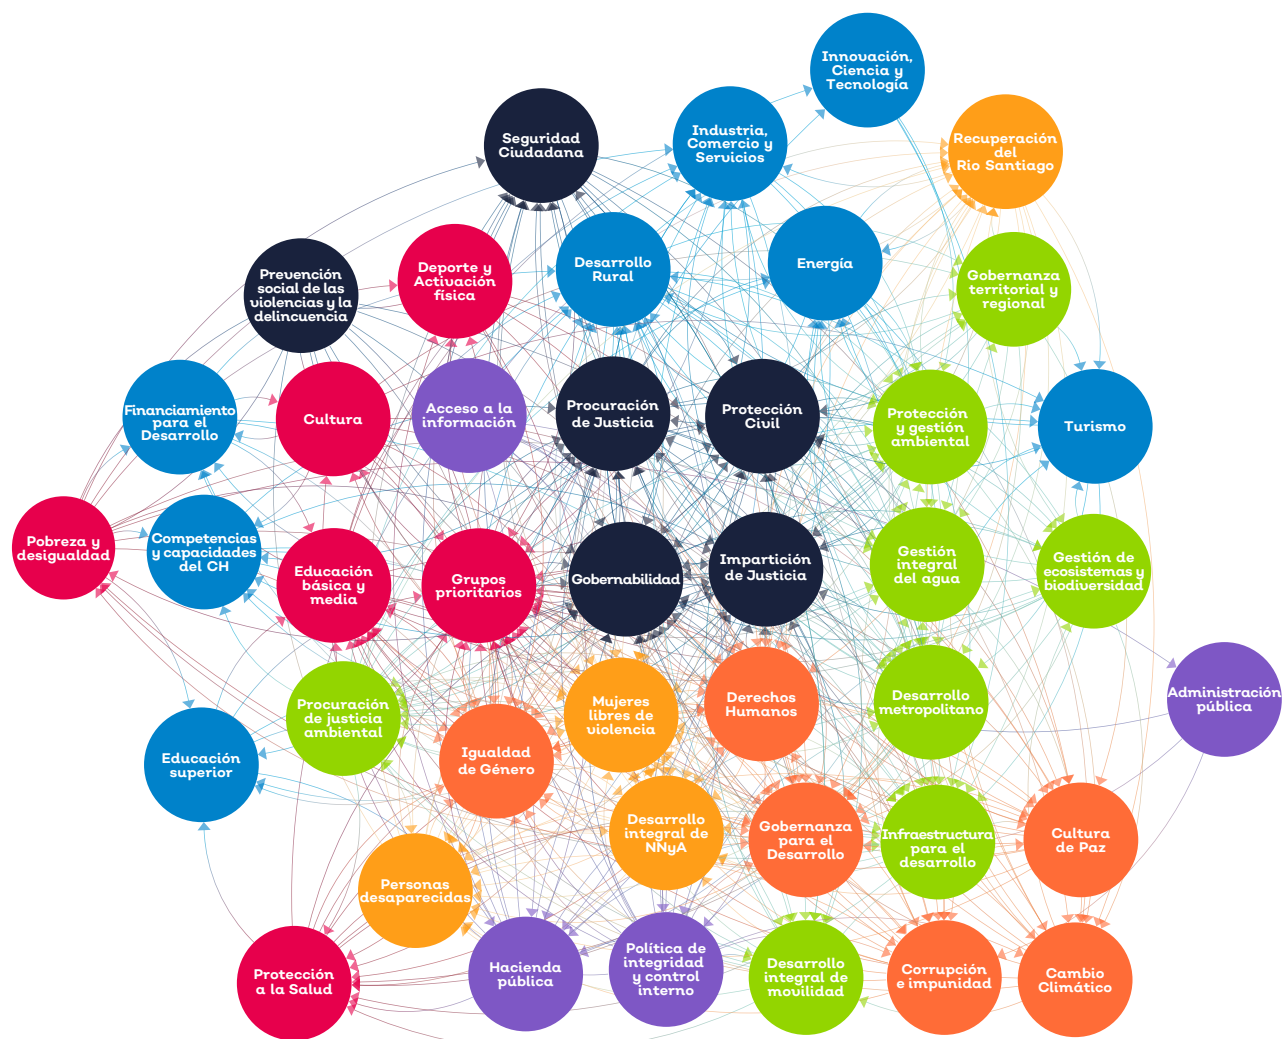 Innovación,
Ciencia y
Tecnología
Seguridad
Ciudadana
Industria,
Comercio y
Servicios
Recuperación
del
Rio Santiago
Prevención
social de las
violencias y la
delincuencia
Deporte y
Activación
física
Desarrollo
Rural
Energía
Gobernanza
territorial y
regional
Financiamiento
para el
Desarrollo
Cultura
Acceso a la
información
Procuración
de Justicia
Protección
Civil
Protección
y gestión
ambiental
Turismo
Pobreza y
desigualdad
Competencias
y capacidades
del CH
Educación
básica y
media
Grupos
prioritarios
Gobernabilidad
Impartición
de Justicia
Gestión
integral
del agua
Gestión de
ecosistemas y
biodiversidad
Procuración
de justicia
ambiental
Mujeres
libres de
violencia
Derechos
Humanos
Desarrollo
metropolitano
Administración
pública
Educación
superior
Igualdad
de Género
Desarrollo
integral de
NNyA
Gobernanza
para el
Desarrollo
Infraestructura
para el
desarrollo
Cultura
de Paz
Personas
desaparecidas
Protección
a la Salud
Hacienda
pública
Política de
integridad
y control
interno
Desarrollo
integral de
movilidad
Corrupción
e impunidad
Cambio
Climático